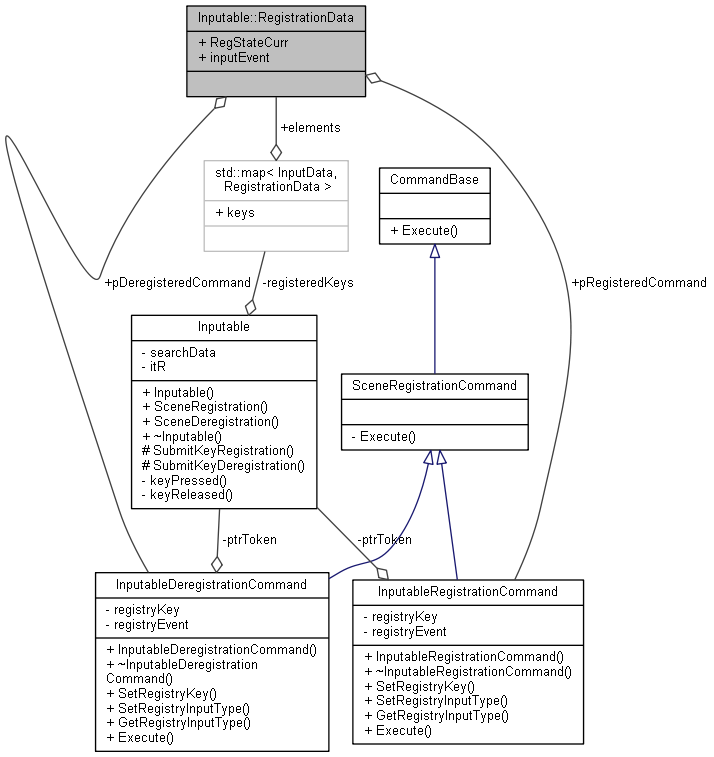 Inputable::RegistrationData
+ RegStateCurr
+ inputEvent
+elements
std::map< InputData,
RegistrationData >
+ keys
CommandBase
+ Execute()
+pDeregisteredCommand
-registeredKeys
+pRegisteredCommand
Inputable
- searchData
- itR
+ Inputable()
+ SceneRegistration()
+ SceneDeregistration()
+ ~Inputable()
# SubmitKeyRegistration()
# SubmitKeyDeregistration()
- keyPressed()
- keyReleased()
SceneRegistrationCommand
- Execute()
-ptrToken
-ptrToken
InputableDeregistrationCommand
- registryKey
- registryEvent
+ InputableDeregistrationCommand()
+ ~InputableDeregistration
Command()
+ SetRegistryKey()
+ SetRegistryInputType()
+ GetRegistryInputType()
+ Execute()
InputableRegistrationCommand
- registryKey
- registryEvent
+ InputableRegistrationCommand()
+ ~InputableRegistrationCommand()
+ SetRegistryKey()
+ SetRegistryInputType()
+ GetRegistryInputType()
+ Execute()